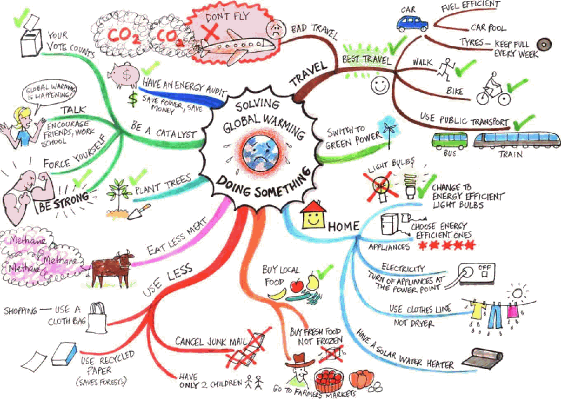 SOLVING
GLOBAL WARMING
DOING SOMETHING
TRAVEL
BAD TRAVEL
DONT FLY
CO2
CO2
BEST TRAVEL
CAR
FUEL EFFICIENT
CAR POOL
TYRES - KEEP FULL
EVERY WEEK
WALK
BIKE
USE PUBLIC TRANSPORT
BUS
TRAIN
SWITCH TO
GREEN POWER
HOME
LIGHT BULBS
CHANGE TO
ENERGY EFFICIENT
LIGHT BULBS
APPLIANCES
CHOOSE ENERGY
EFFICIENT ONES
ELECTRICITY
TURN OF APPLIANCES AT
THE POWER POINT
OFF
USE CLOTHES LINE
NOT DRYER
HAVE A SOLAR WATER HEATER
BUY LOCAL
FOOD
BUY FRESH FOOD
NOT FROZEN
GO TO FARMERS MARKETS
USE LESS
SHOPPING - USE A
CLOTH BAG
USE RECYCLED
PAPER
(SAVES FORESTS)
CANCEL JUNK MAIL
HAVE
ONLY 2 CHILDREN
EAT LESS MEAT
Methane
Methane
Methane
PLANT TREES
BE A CATALYST
HAVE AN ENERGY AUDIT
$ SAVE POWER, SAVE
MONEY
YOUR
VOTE COUNTS
TALK
ENCOURAGE
FRIENDS, WORK
SCHOOL
GLOBAL WARMING
IS HAPPENING!
FORCE YOURSELF
BE STRONG